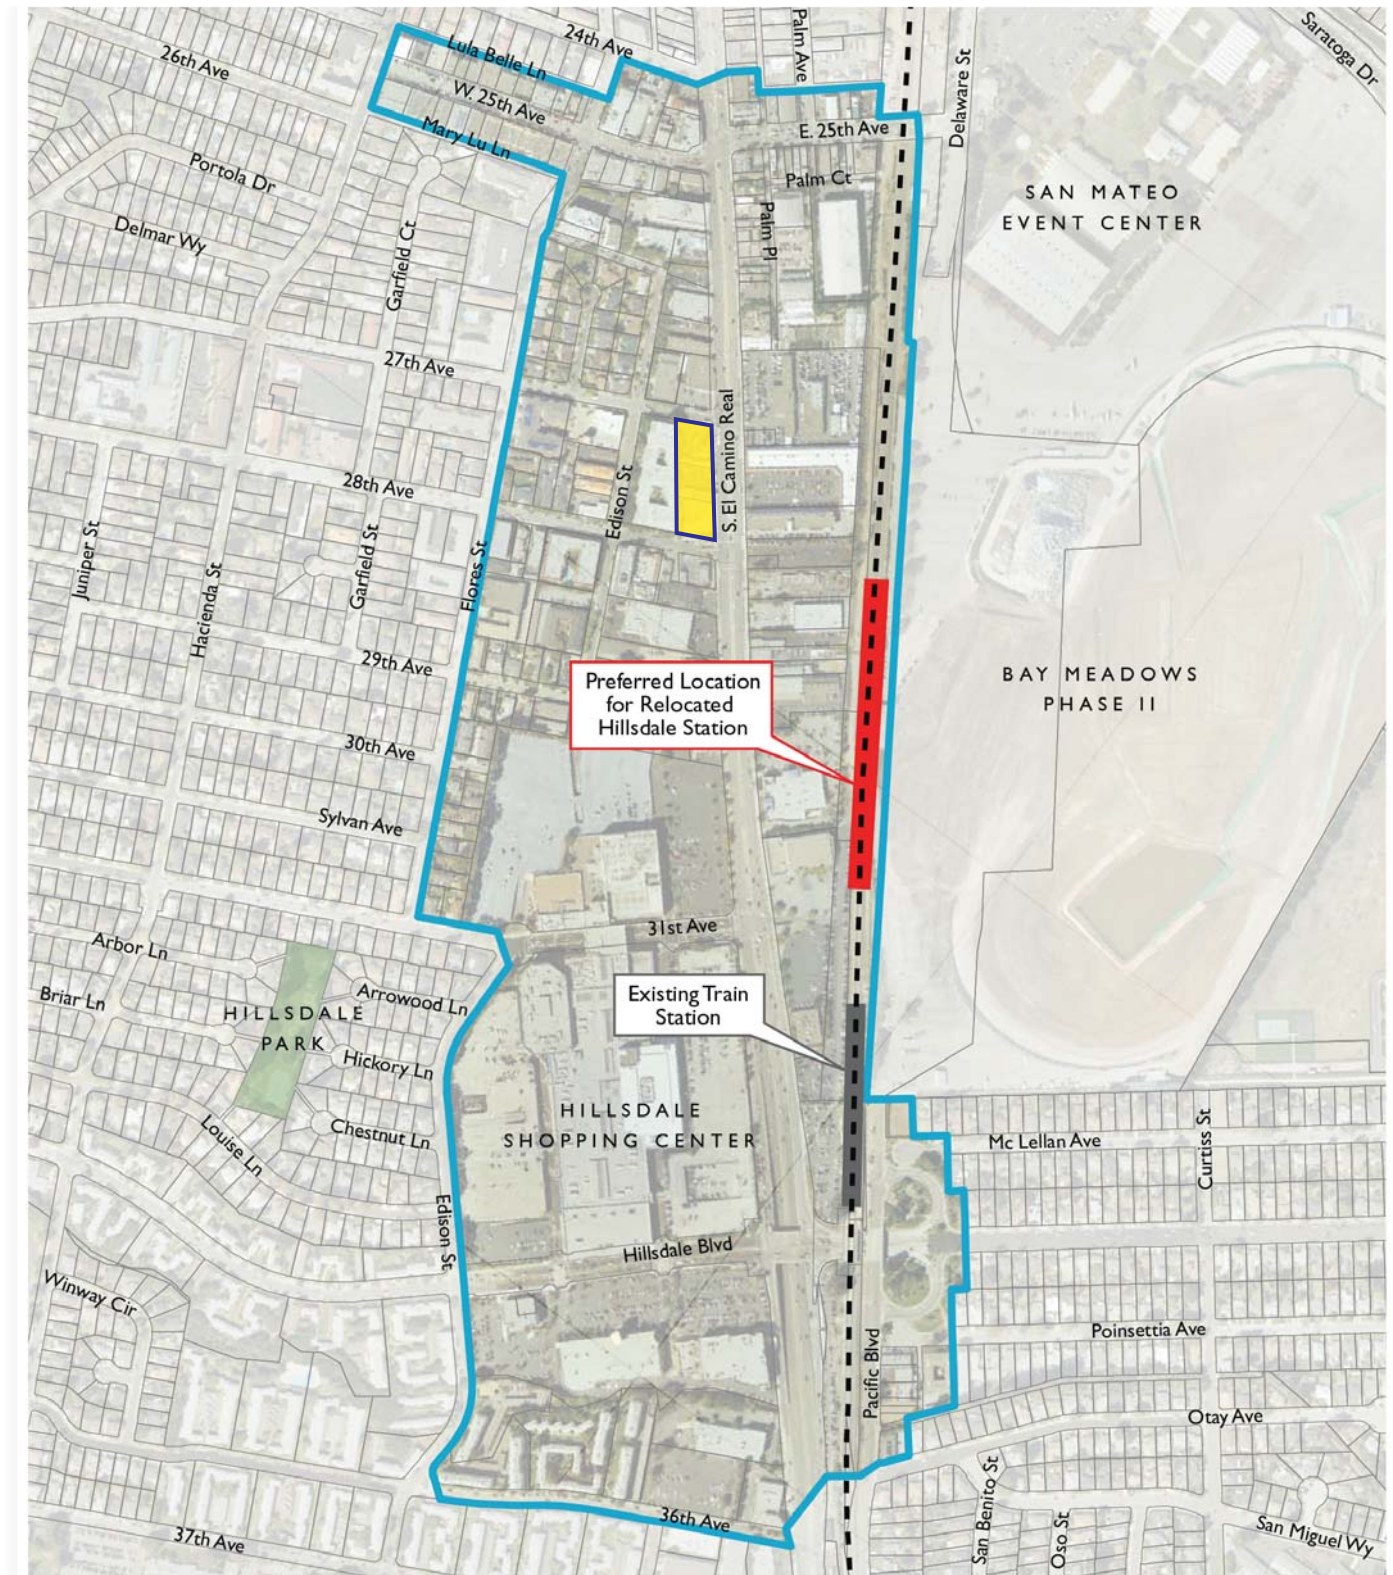 24th Ave
Palm Ave
Saratoga Dr
26th Ave
Lula Belle Ln
Delaware St
W. 25th Ave
E. 25th Ave
Mary Lu Ln
Portola Dr
Palm Ct
SAN MATEO
EVENT CENTER
Palm Pl
Delmar Wy
Garfield Ct
27th Ave
S. El Camino Real
28th Ave
Edison St
Juniper St
Hacienda St
Garfield St
Flores St
29th Ave
Preferred Location
for Relocated
Hillsdale Station
BAY MEADOWS
PHASE II
30th Ave
Sylvan Ave
31st Ave
Arbor Ln
Briar Ln
Arrowood Ln
HILLSDALE
PARK
Existing Train
Station
Hickory Ln
HILLSDALE
SHOPPING CENTER
Chestnut Ln
Louise Ln
Mc Lellan Ave
Curtiss St
Edison St
Hillsdale Blvd
Winway Cir
Poinsettia Ave
Pacific Blvd
Otay Ave
36th Ave
37th Ave
San Benito St
Oso St
San Miguel Wy